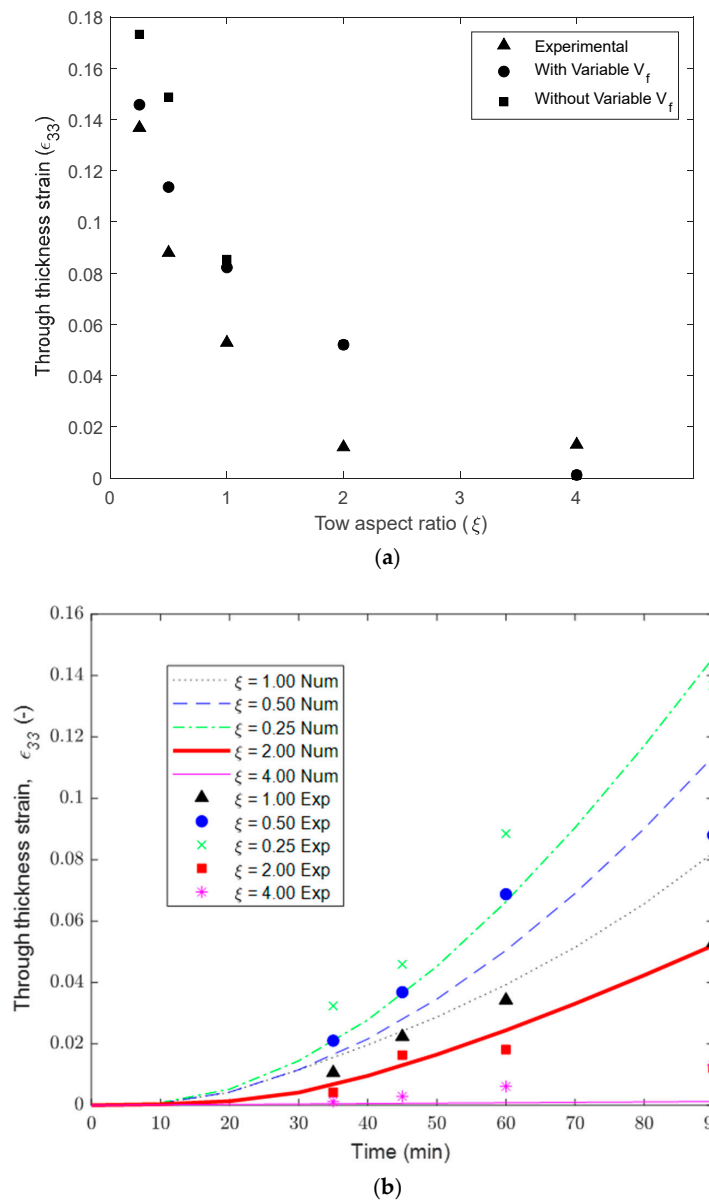 0.18
0.16
0.14
0.12
0.1
0.08
0.06
0.04
0.02
0
Through thickness strain (ϵ33)
Experimental
With Variable Vf
Without Variable Vf
0 1 2 3 4
Tow aspect ratio (ξ)
(a)
0.16
0.14
0.12
0.1
0.08
0.06
0.04
0.02
0
Through thickness strain, ϵ33 (-)
ξ = 1.00 Num
ξ = 0.50 Num
ξ = 0.25 Num
ξ = 2.00 Num
ξ = 4.00 Num
ξ = 1.00 Exp
ξ = 0.50 Exp
ξ = 0.25 Exp
ξ = 2.00 Exp
ξ = 4.00 Exp
0 10 20 30 40 50 60 70 80 90
Time (min)
(b)